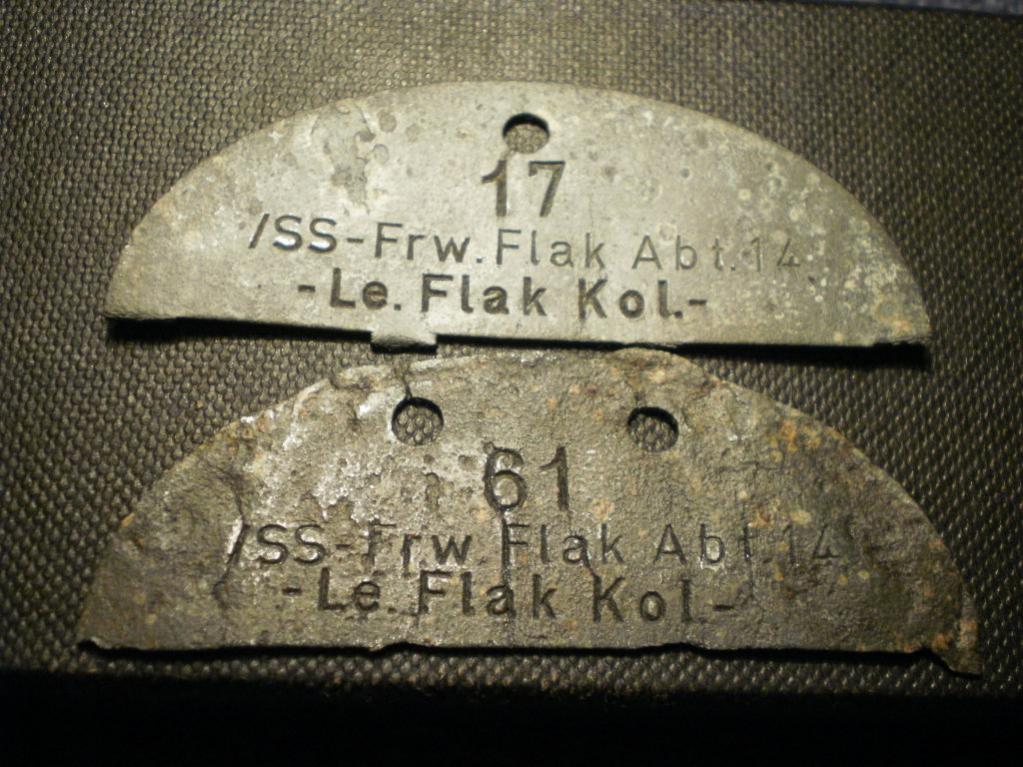 17
/SS-Frw.Flak Abt.14
-Le.Flak Kol.-
61
/SS-Frw.Flak Abt.14
-Le.Flak Kol.-